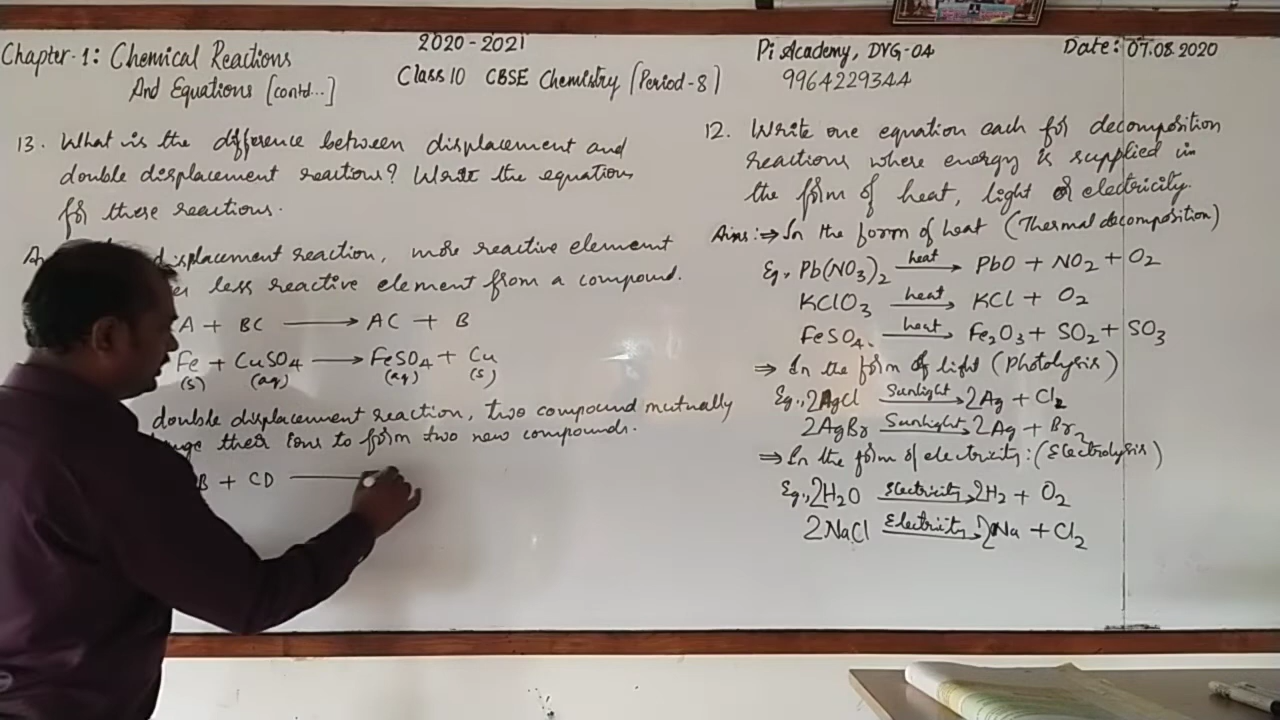 Chapter-1: Chemical Reactions
And Equations [contd...]
2020-2021
Class 10 CBSE Chemistry (Period-8)
Pi Academy, DVG-04
9964229344
Date: 07.08.2020
13. What is the difference between displacement and
double displacement reactions? Write the equations
for these reactions.
displacement reaction, more reactive element
less reactive element from a compound.
A + BC ⟶ AC + B
Fe + CuSO4 ⟶ FeSO4 + Cu
(s) (aq) (aq) (s)
double displacement reaction, two compound mutually
their ions to form two new compounds.
B + CD
12. Write one equation each for decomposition
reactions where energy is supplied in
the form of heat, light or electricity.
Ans:⇒ In the form of heat (Thermal decomposition)
Eg., Pb(NO3)2 heat⟶ PbO + NO2 + O2
KClO3 heat⟶ KCl + O2
FeSO4 heat⟶ Fe2O3 + SO2 + SO3
⇒ In the form of light (Photolysis)
Eg., 2AgCl Sunlight⟶ 2Ag + Cl2
2AgBr Sunlight⟶ 2Ag + Br2
⇒ In the form of electricity: (Electrolysis)
Eg., 2H2O Electricity⟶ 2H2 + O2
2NaCl Electricity⟶ 2Na + Cl2